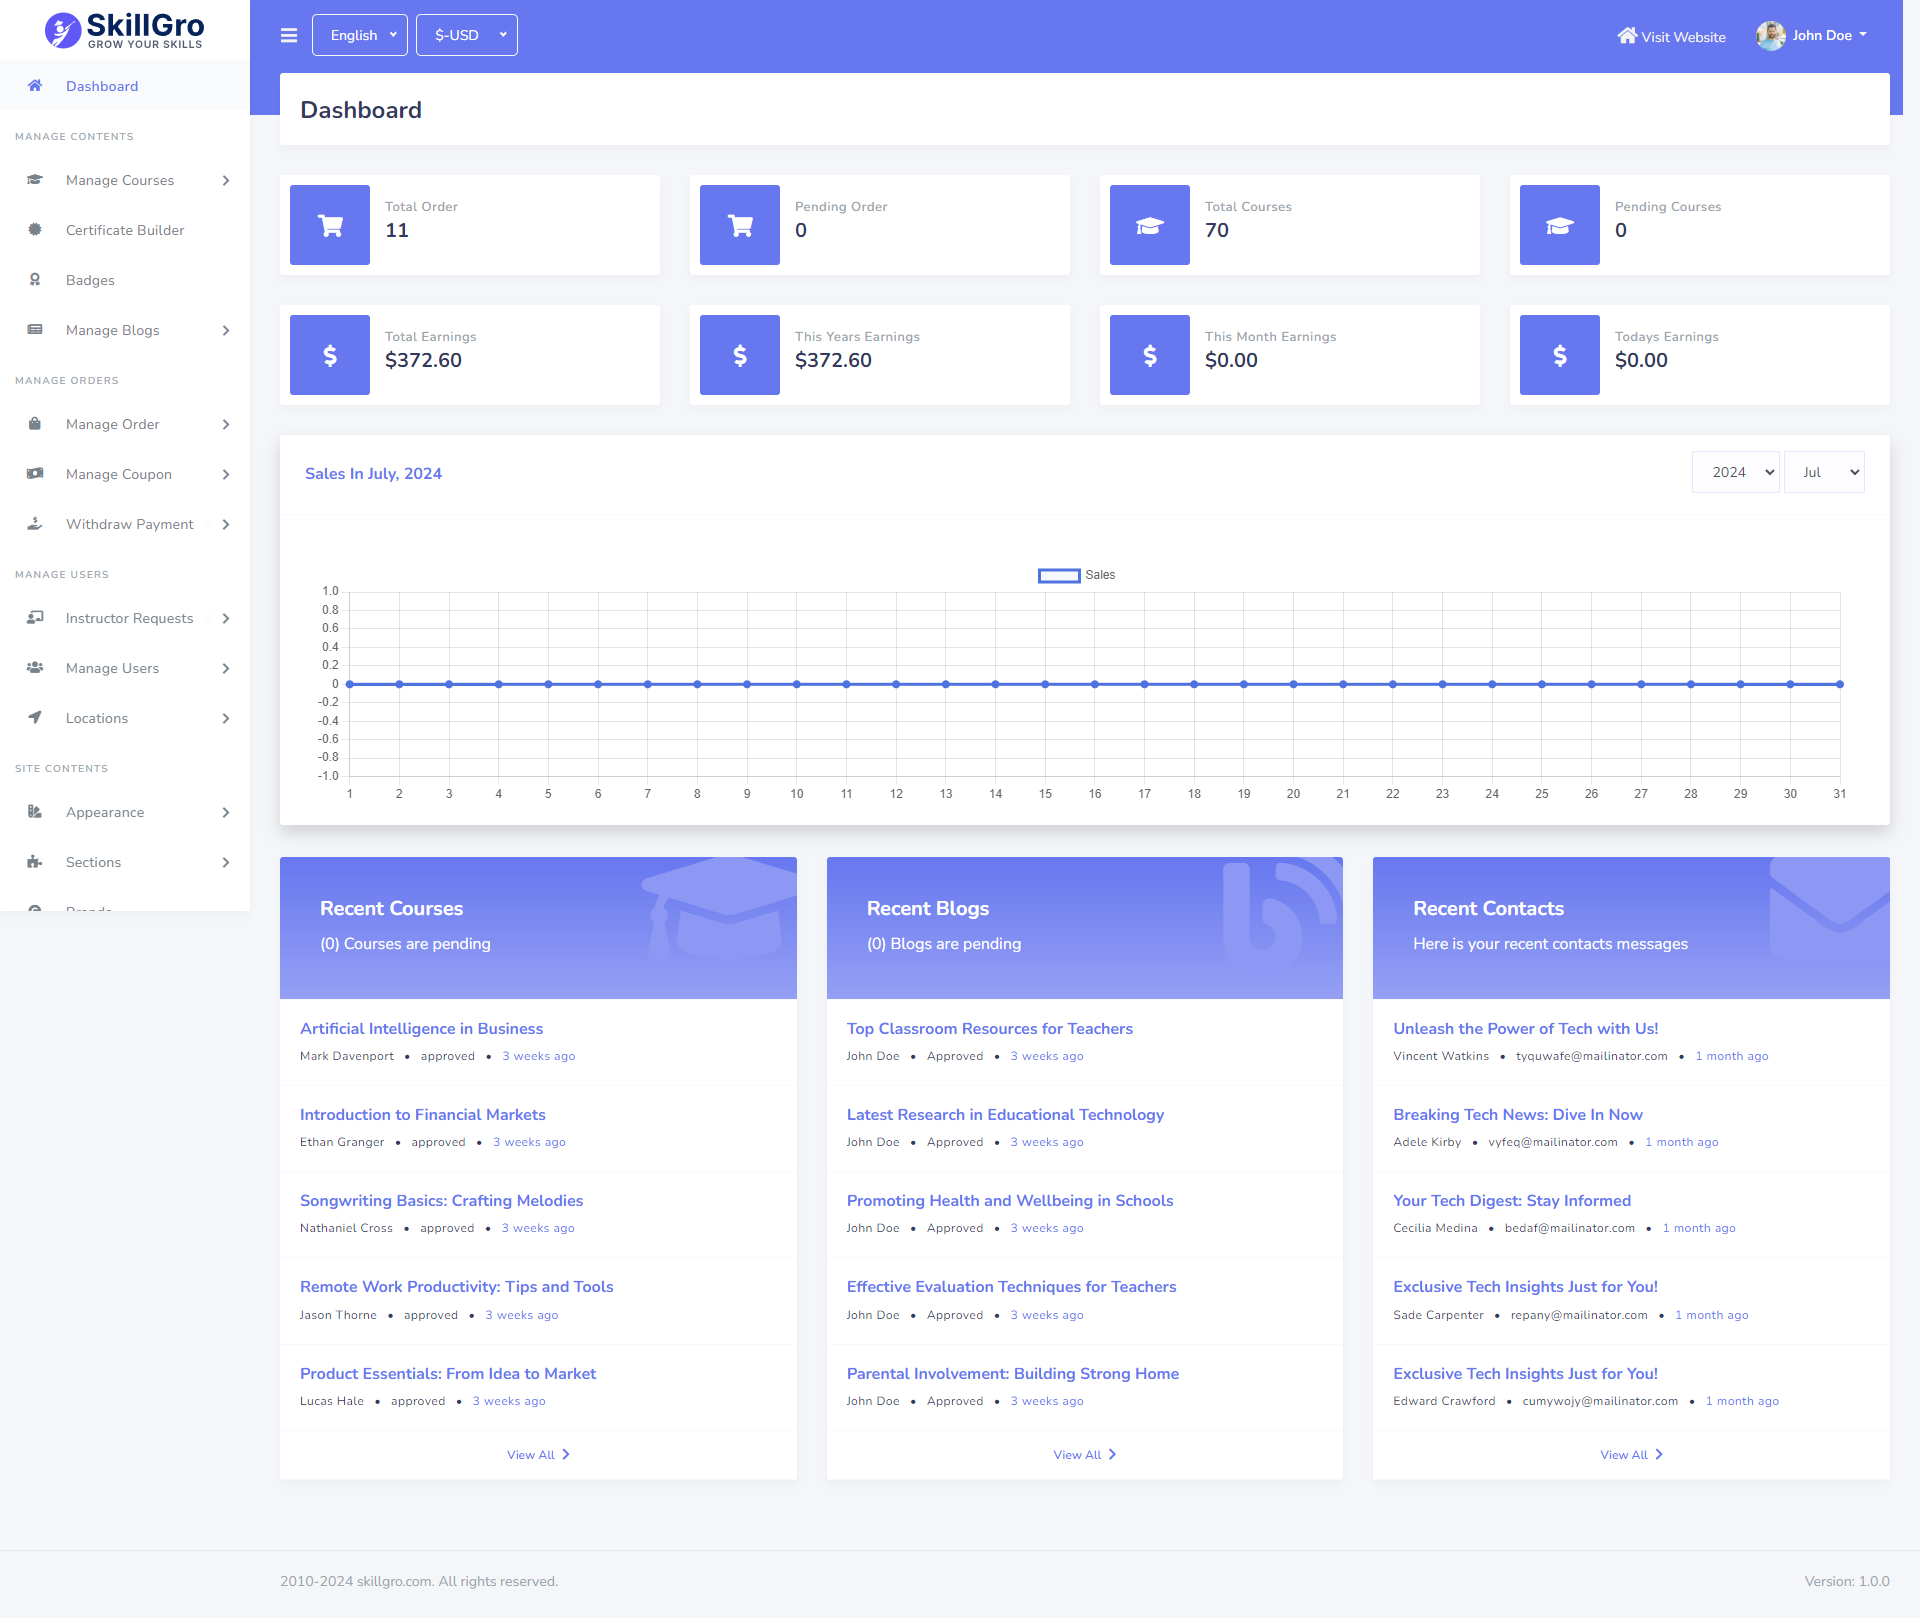 SkillGro
GROW YOUR SKILLS
English
$-USD
Visit Website
John Doe
Dashboard
MANAGE CONTENTS
Manage Courses
Certificate Builder
Badges
Manage Blogs
MANAGE ORDERS
Manage Order
Manage Coupon
Withdraw Payment
MANAGE USERS
Instructor Requests
Manage Users
Locations
SITE CONTENTS
Appearance
Sections
Dashboard
Total Order
11
Pending Order
0
Total Courses
70
Pending Courses
0
Total Earnings
$372.60
This Years Earnings
$372.60
This Month Earnings
$0.00
Todays Earnings
$0.00
Sales In July, 2024
2024
Jul
Sales
1.0
0.8
0.6
0.4
0.2
0
-0.2
-0.4
-0.6
-0.8
-1.0
1 2 3 4 5 6 7 8 9 10 11 12 13 14 15 16 17 18 19 20 21 22 23 24 25 26 27 28 29 30 31
Recent Courses
(0) Courses are pending
Artificial Intelligence in Business
Mark Davenport • approved • 3 weeks ago
Introduction to Financial Markets
Ethan Granger • approved • 3 weeks ago
Songwriting Basics: Crafting Melodies
Nathaniel Cross • approved • 3 weeks ago
Remote Work Productivity: Tips and Tools
Jason Thorne • approved • 3 weeks ago
Product Essentials: From Idea to Market
Lucas Hale • approved • 3 weeks ago
View All
Recent Blogs
(0) Blogs are pending
Top Classroom Resources for Teachers
John Doe • Approved • 3 weeks ago
Latest Research in Educational Technology
John Doe • Approved • 3 weeks ago
Promoting Health and Wellbeing in Schools
John Doe • Approved • 3 weeks ago
Effective Evaluation Techniques for Teachers
John Doe • Approved • 3 weeks ago
Parental Involvement: Building Strong Home
John Doe • Approved • 3 weeks ago
View All
Recent Contacts
Here is your recent contacts messages
Unleash the Power of Tech with Us!
Vincent Watkins • tyquwafe@mailinator.com • 1 month ago
Breaking Tech News: Dive In Now
Adele Kirby • vyfeq@mailinator.com • 1 month ago
Your Tech Digest: Stay Informed
Cecilia Medina • bedaf@mailinator.com • 1 month ago
Exclusive Tech Insights Just for You!
Sade Carpenter • repany@mailinator.com • 1 month ago
Exclusive Tech Insights Just for You!
Edward Crawford • cumywojy@mailinator.com • 1 month ago
View All
2010-2024 skillgro.com. All rights reserved.
Version: 1.0.0